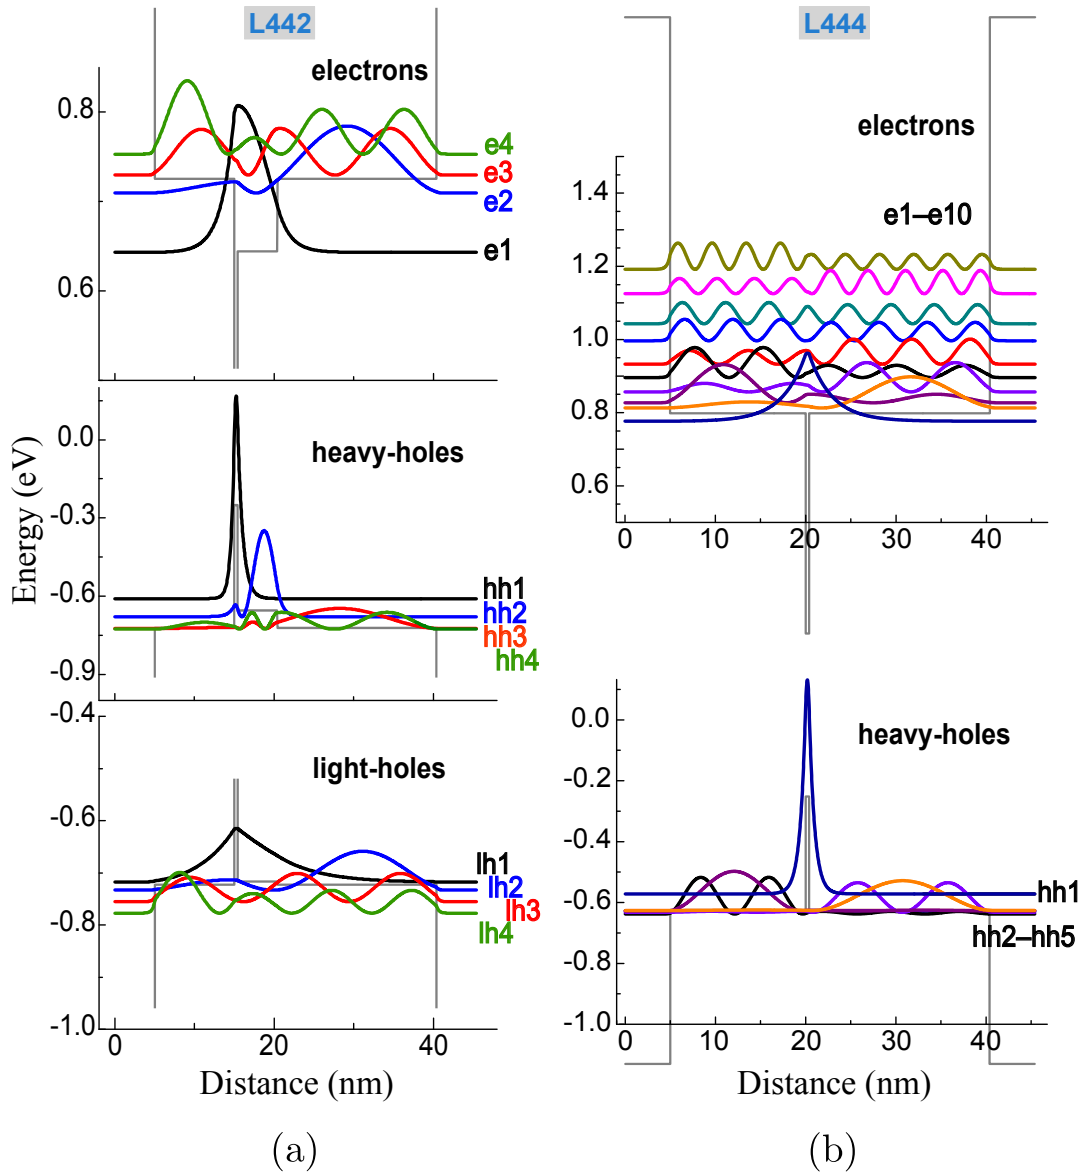 L442
electrons
0.8
0.6
e4
e3
e2
e1
heavy-holes
0.0
-0.3
-0.6
-0.9
hh1
hh2
hh3
hh4
light-holes
-0.4
-0.6
-0.8
-1.0
lh1
lh2
lh3
lh4
0 20 40
Energy (eV)
Distance (nm)
(a)
L444
electrons
e1–e10
1.4
1.2
1.0
0.8
0.6
0 10 20 30 40
heavy-holes
0.0
-0.2
-0.4
-0.6
-0.8
-1.0
hh1
hh2–hh5
0 10 20 30 40
Distance (nm)
(b)